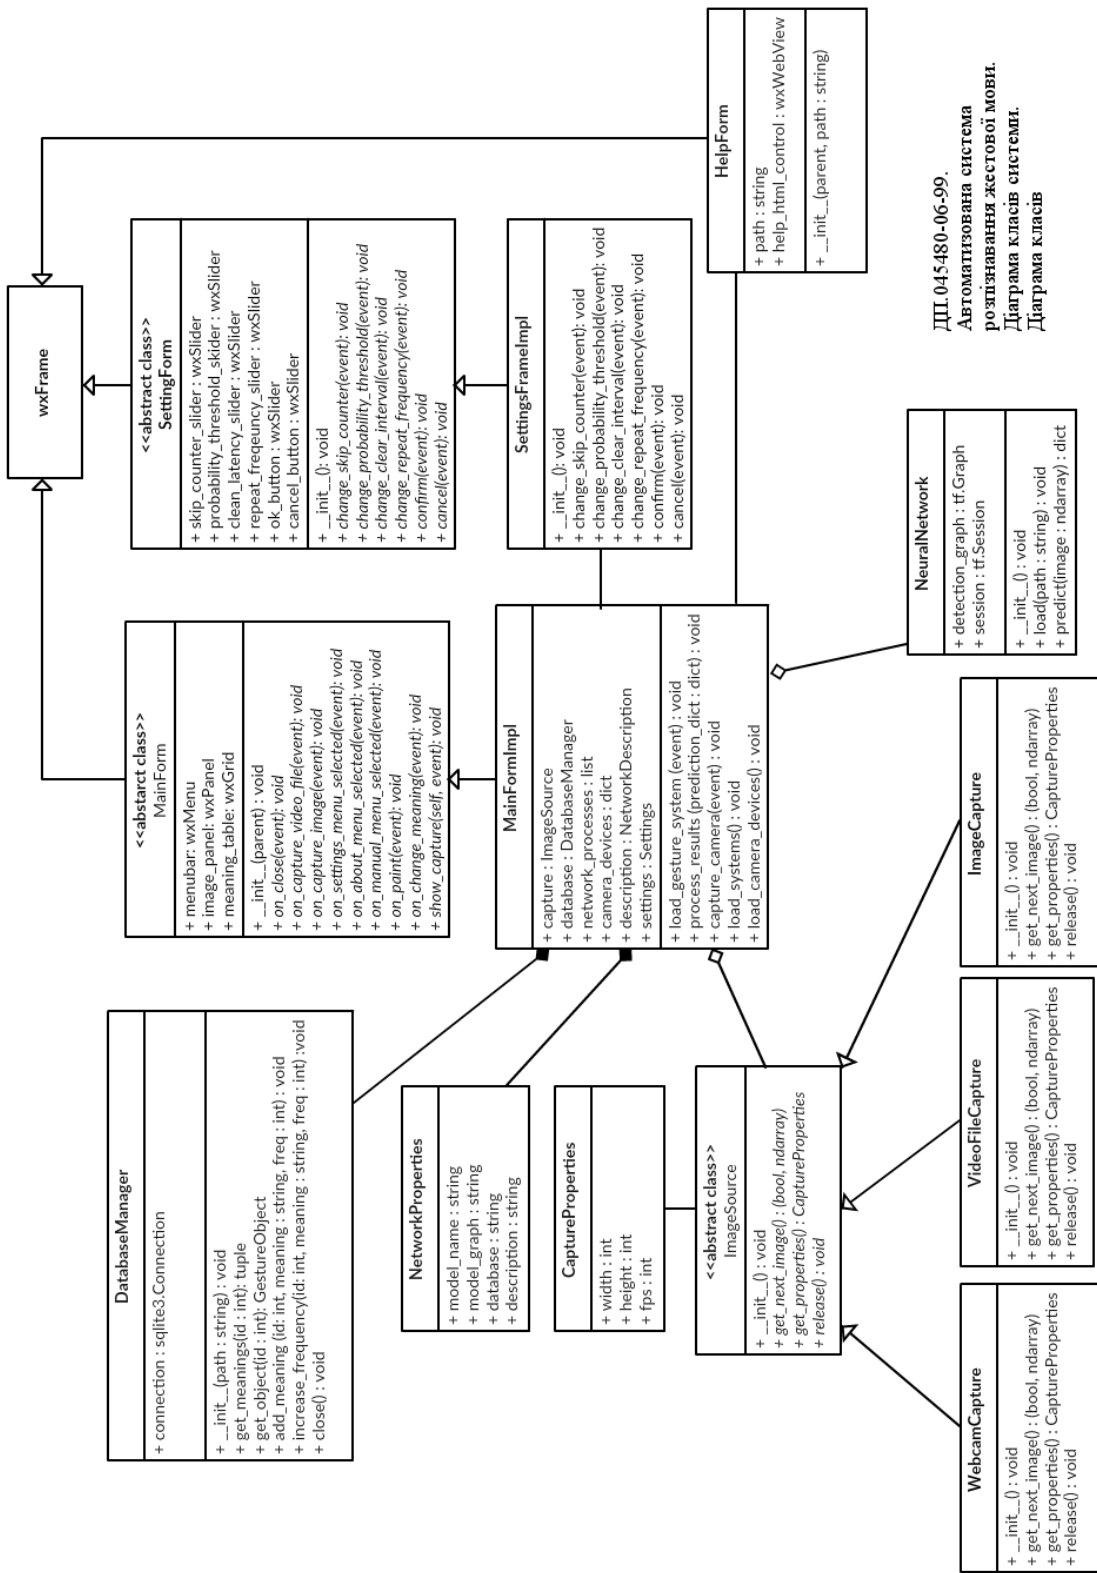 wxFrame
<<abstarct class>>
MainForm
+ menubar: wxMenu
+ image_panel: wxPanel
+ meaning_table: wxGrid
+ __init__(parent) : void
+ on_close(event): void
+ on_capture_video_file(event): void
+ on_capture_image(event): void
+ on_settings_menu_selected(event): void
+ on_about_menu_selected(event): void
+ on_manual_menu_selected(event): void
+ on_paint(event): void
+ on_change_meaning(event): void
+ show_capture(self, event): void
<<abstract class>>
SettingForm
+ skip_counter_slider : wxSlider
+ probability_threshold_skider : wxSlider
+ clean_latency_slider : wxSlider
+ repeat_freqeuncy_slider : wxSlider
+ ok_button : wxSlider
+ cancel_button : wxSlider
+ __init__(): void
+ change_skip_counter(event): void
+ change_probability_threshold(event): void
+ change_clear_interval(event): void
+ change_repeat_frequency(event): void
+ confirm(event): void
+ cancel(event): void
DatabaseManager
+ connection : sqlite3.Connection
+ __init__(path : string) : void
+ get_meanings(id : int): tuple
+ get_object(id : int): GestureObject
+ add_meaning (id: int, meaning : string, freq : int) : void
+ increase_frequency(id: int, meaning : string, freq : int) :void
+ close() : void
MainFormImpl
+ capture : ImageSource
+ database : DatabaseManager
+ network_processes : list
+ camera_devices : dict
+ description : NetworkDescription
+ settings : Settings
+ load_gesture_system (event) : void
+ process_results (prediction_dict : dict) : void
+ capture_camera(event) : void
+ load_systems() : void
+ load_camera_devices() : void
SettingsFrameImpl
+ __init__(): void
+ change_skip_counter(event): void
+ change_probability_threshold(event): void
+ change_clear_interval(event): void
+ change_repeat_frequency(event): void
+ confirm(event): void
+ cancel(event): void
HelpForm
+ path : string
+ help_html_control : wxWebView
+ __init__(parent, path : string)
NetworkProperties
+ model_name : string
+ model_graph : string
+ database : string
+ description : string
CaptureProperties
+ width : int
+ height : int
+ fps : int
<<abstract class>>
ImageSource
+ __init__() : void
+ get_next_image() : (bool, ndarray)
+ get_properties() : CaptureProperties
+ release() : void
NeuralNetwork
+ detection_graph : tf.Graph
+ session : tf.Session
+ __init__() : void
+ load(path : string) : void
+ predict(image : ndarray) : dict
WebcamCapture
+ __init__() : void
+ get_next_image() : (bool, ndarray)
+ get_properties() : CaptureProperties
+ release() : void
VideoFileCapture
+ __init__() : void
+ get_next_image() : (bool, ndarray)
+ get_properties() : CaptureProperties
+ release() : void
ImageCapture
+ __init__() : void
+ get_next_image() : (bool, ndarray)
+ get_properties() : CaptureProperties
+ release() : void
ДП.045480-06-99.
Автоматизована система
розпізнавання жестової мови.
Діаграма класів системи.
Діаграма класів